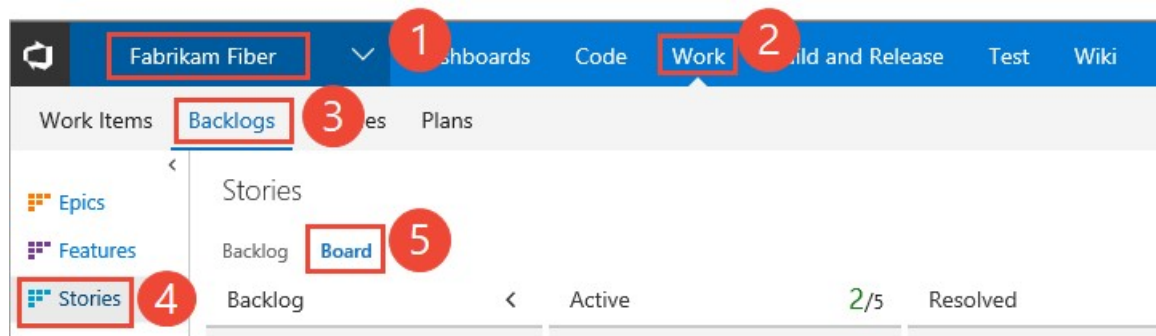 Fabrikam Fiber 1 shboards Code Work 2 ild and Release Test Wiki
Work Items Backlogs 3 es Plans
Stories
Epics
Features
Backlog Board 5
Stories 4
Backlog < Active 2/5 Resolved